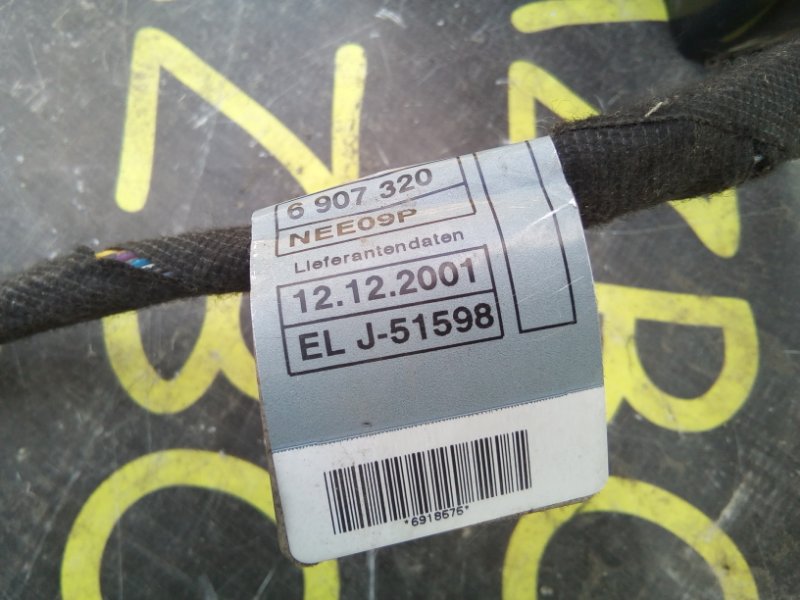 6 907 320
NEE09P
Lieferantendaten
12.12.2001
EL J-51598
*6918676*